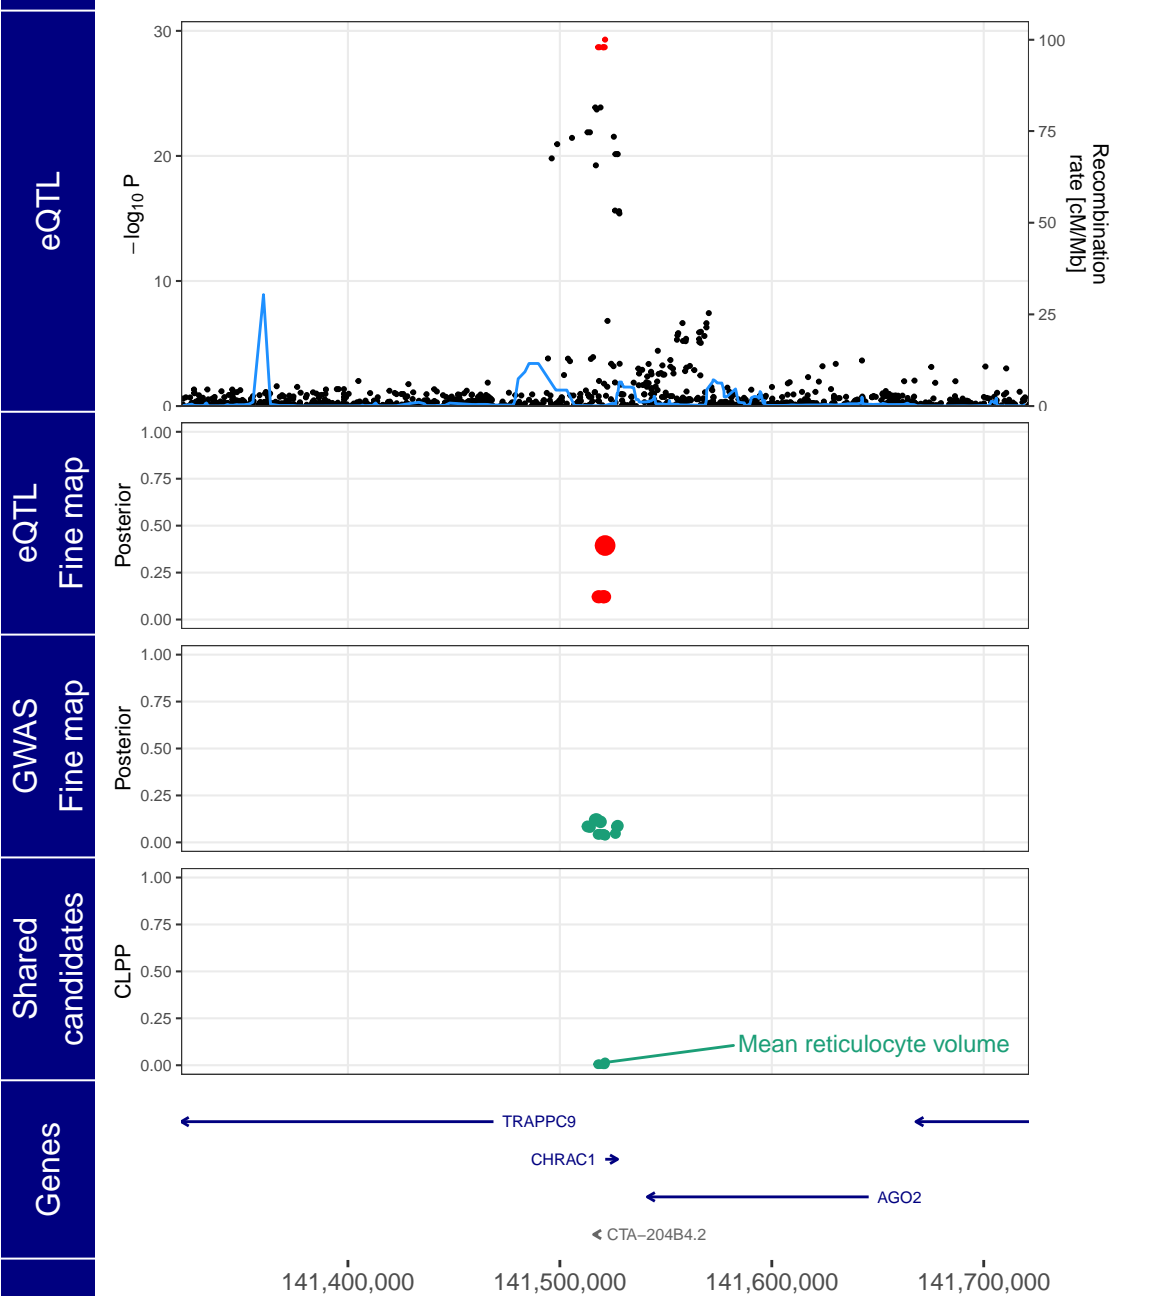 eQTL
−log10 P
30
20
10
0
100
75
50
25
0
Recombination
rate [cM/Mb]
eQTL
Fine map
Posterior
1.00
0.75
0.50
0.25
0.00
GWAS
Fine map
Posterior
1.00
0.75
0.50
0.25
0.00
Shared
candidates
CLPP
1.00
0.75
0.50
0.25
0.00
Mean reticulocyte volume
Genes
TRAPPC9
CHRAC1
AGO2
CTA−204B4.2
141,400,000 141,500,000 141,600,000 141,700,000